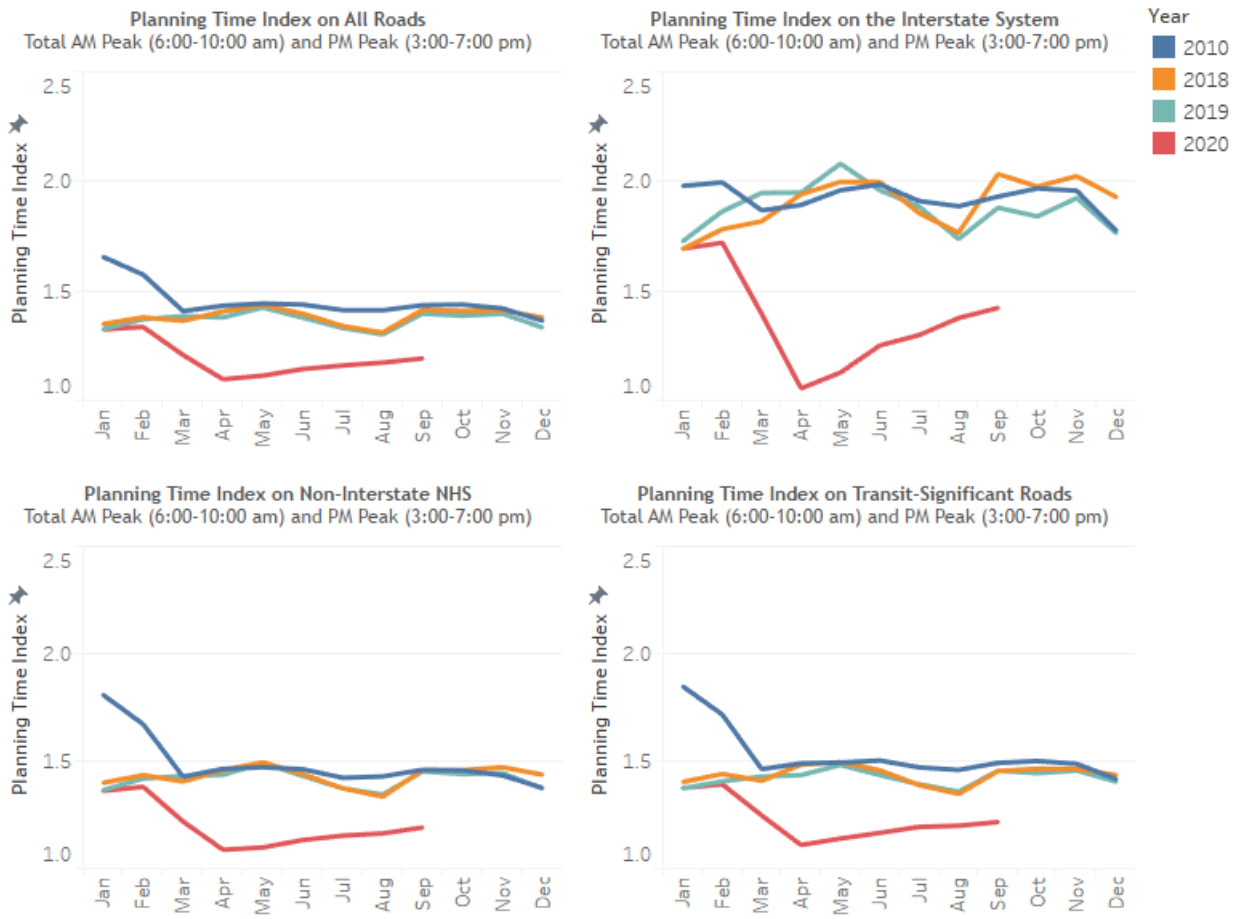 Planning Time Index on All Roads
Total AM Peak (6:00-10:00 am) and PM Peak (3:00-7:00 pm)
2.5
2.0
1.5
1.0
Planning Time Index
Jan Feb Mar Apr May Jun Jul Aug Sep Oct Nov Dec
Planning Time Index on the Interstate System
Total AM Peak (6:00-10:00 am) and PM Peak (3:00-7:00 pm)
2.5
2.0
1.5
1.0
Planning Time Index
Jan Feb Mar Apr May Jun Jul Aug Sep Oct Nov Dec
Year
2010
2018
2019
2020
Planning Time Index on Non-Interstate NHS
Total AM Peak (6:00-10:00 am) and PM Peak (3:00-7:00 pm)
2.5
2.0
1.5
1.0
Planning Time Index
Jan Feb Mar Apr May Jun Jul Aug Sep Oct Nov Dec
Planning Time Index on Transit-Significant Roads
Total AM Peak (6:00-10:00 am) and PM Peak (3:00-7:00 pm)
2.5
2.0
1.5
1.0
Planning Time Index
Jan Feb Mar Apr May Jun Jul Aug Sep Oct Nov Dec